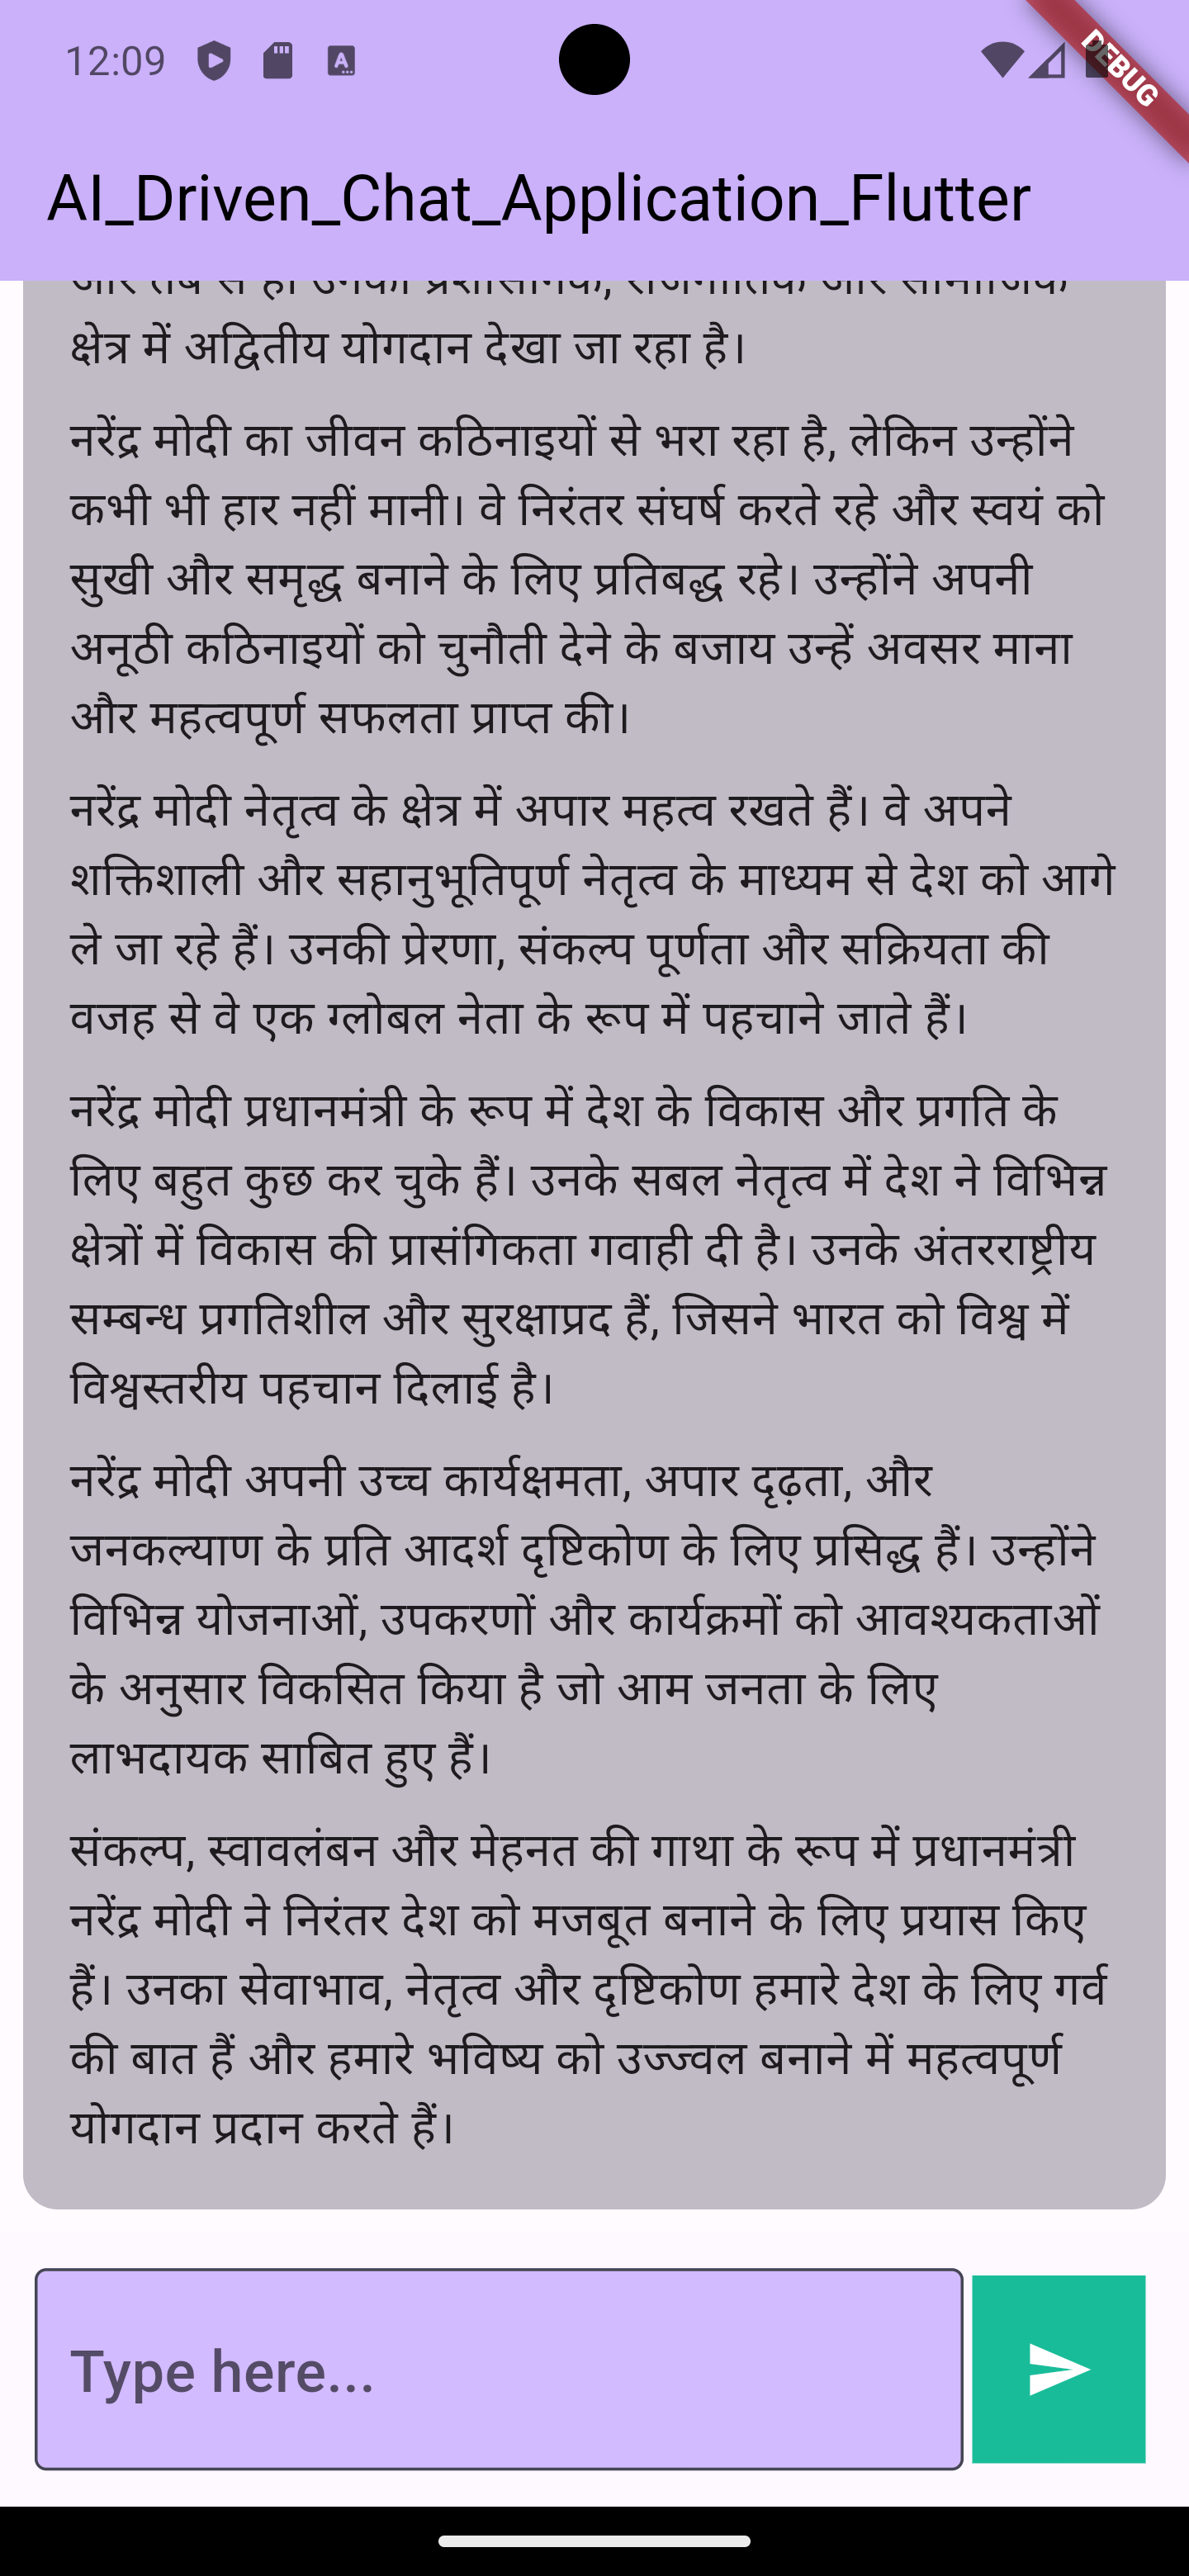 12:09
DEBUG
AI_Driven_Chat_Application_Flutter
क्षेत्र में अद्वितीय योगदान देखा जा रहा है।
नरेंद्र मोदी का जीवन कठिनाइयों से भरा रहा है, लेकिन उन्होंने
कभी भी हार नहीं मानी। वे निरंतर संघर्ष करते रहे और स्वयं को
सुखी और समृद्ध बनाने के लिए प्रतिबद्ध रहे। उन्होंने अपनी
अनूठी कठिनाइयों को चुनौती देने के बजाय उन्हें अवसर माना
और महत्वपूर्ण सफलता प्राप्त की।
नरेंद्र मोदी नेतृत्व के क्षेत्र में अपार महत्व रखते हैं। वे अपने
शक्तिशाली और सहानुभूतिपूर्ण नेतृत्व के माध्यम से देश को आगे
ले जा रहे हैं। उनकी प्रेरणा, संकल्प पूर्णता और सक्रियता की
वजह से वे एक ग्लोबल नेता के रूप में पहचाने जाते हैं।
नरेंद्र मोदी प्रधानमंत्री के रूप में देश के विकास और प्रगति के
लिए बहुत कुछ कर चुके हैं। उनके सबल नेतृत्व में देश ने विभिन्न
क्षेत्रों में विकास की प्रासंगिकता गवाही दी है। उनके अंतरराष्ट्रीय
सम्बन्ध प्रगतिशील और सुरक्षाप्रद हैं, जिसने भारत को विश्व में
विश्वस्तरीय पहचान दिलाई है।
नरेंद्र मोदी अपनी उच्च कार्यक्षमता, अपार दृढ़ता, और
जनकल्याण के प्रति आदर्श दृष्टिकोण के लिए प्रसिद्ध हैं। उन्होंने
विभिन्न योजनाओं, उपकरणों और कार्यक्रमों को आवश्यकताओं
के अनुसार विकसित किया है जो आम जनता के लिए
लाभदायक साबित हुए हैं।
संकल्प, स्वावलंबन और मेहनत की गाथा के रूप में प्रधानमंत्री
नरेंद्र मोदी ने निरंतर देश को मजबूत बनाने के लिए प्रयास किए
हैं। उनका सेवाभाव, नेतृत्व और दृष्टिकोण हमारे देश के लिए गर्व
की बात हैं और हमारे भविष्य को उज्ज्वल बनाने में महत्वपूर्ण
योगदान प्रदान करते हैं।
Type here...